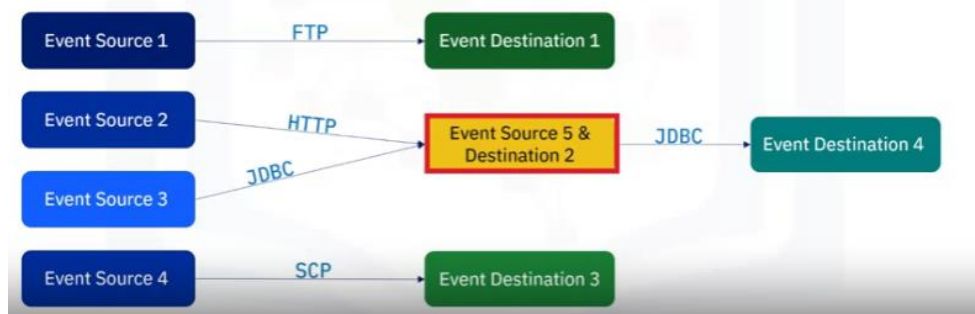 Event Source 1
FTP
Event Destination 1
Event Source 2
HTTP
Event Source 5 &
Destination 2
JDBC
Event Destination 4
Event Source 3
JDBC
Event Source 4
SCP
Event Destination 3